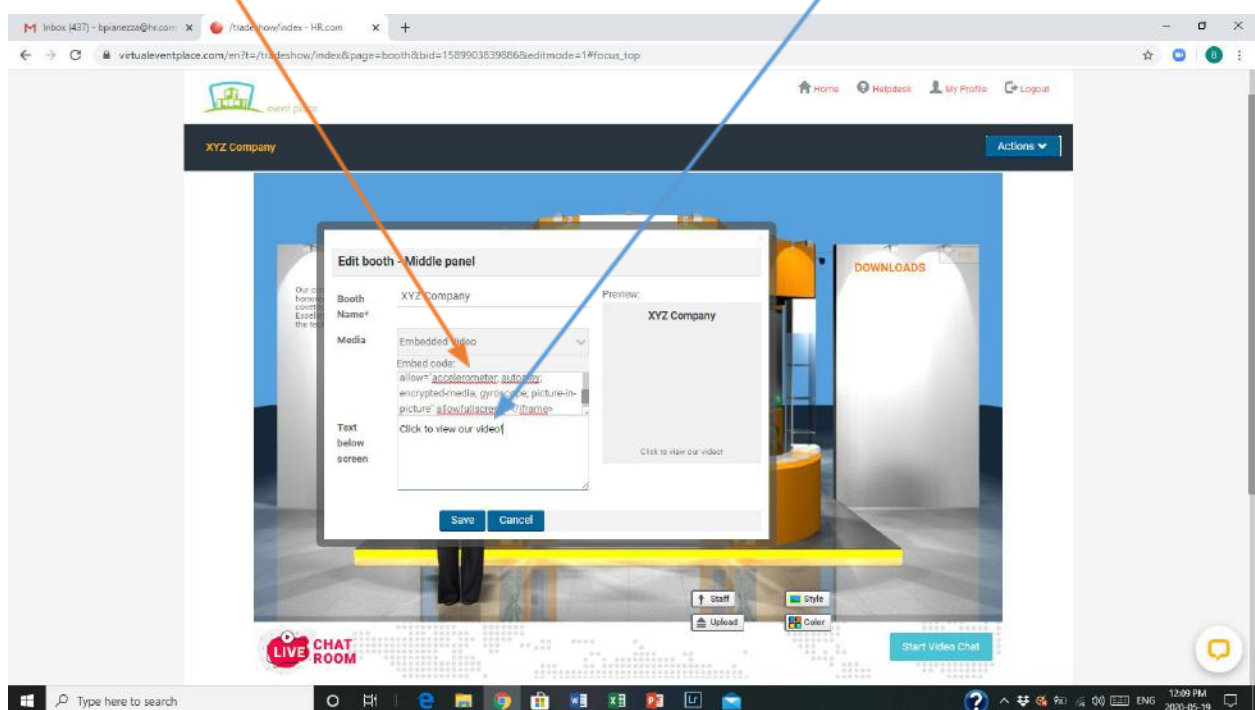 Inbox (437) - bpianezza@hr.com
/tradeshow/index - HR.com
virtualeventplace.com/en?t=/tradeshow/index&page=booth&bid=1589903839886&editmode=1#focus_top
event place
Home Helpdesk My Profile Logout
XYZ Company
Actions
Edit booth - Middle panel
DOWNLOADS
Booth Name*
XYZ Company
Preview:
XYZ Company
Media
Embedded Video
Embed code:
allow="accelerometer; autoplay;
encrypted-media; gyroscope; picture-in-
picture" allowfullscreen></iframe>
Text
below
screen
Click to view our video!
Click to view our video!
Save Cancel
Staff Style
Upload Color
LIVE CHAT
ROOM
Start Video Chat
Type here to search
ENG
12:09 PM
2020-05-19